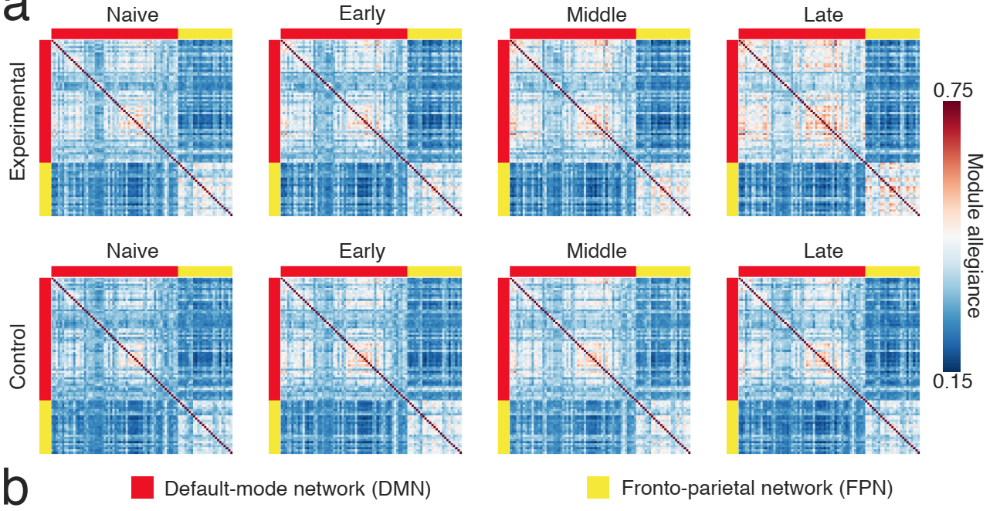 a
Naive Early Middle Late
Experimental
0.75
Module allegiance
0.15
Naive Early Middle Late
Control
b
Default-mode network (DMN) Fronto-parietal network (FPN)